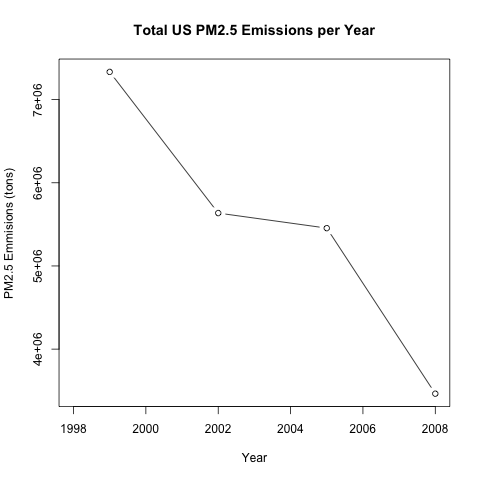 Total US PM2.5 Emissions per Year
PM2.5 Emmisions (tons)
7e+06
6e+06
5e+06
4e+06
1998 2000 2002 2004 2006 2008
Year